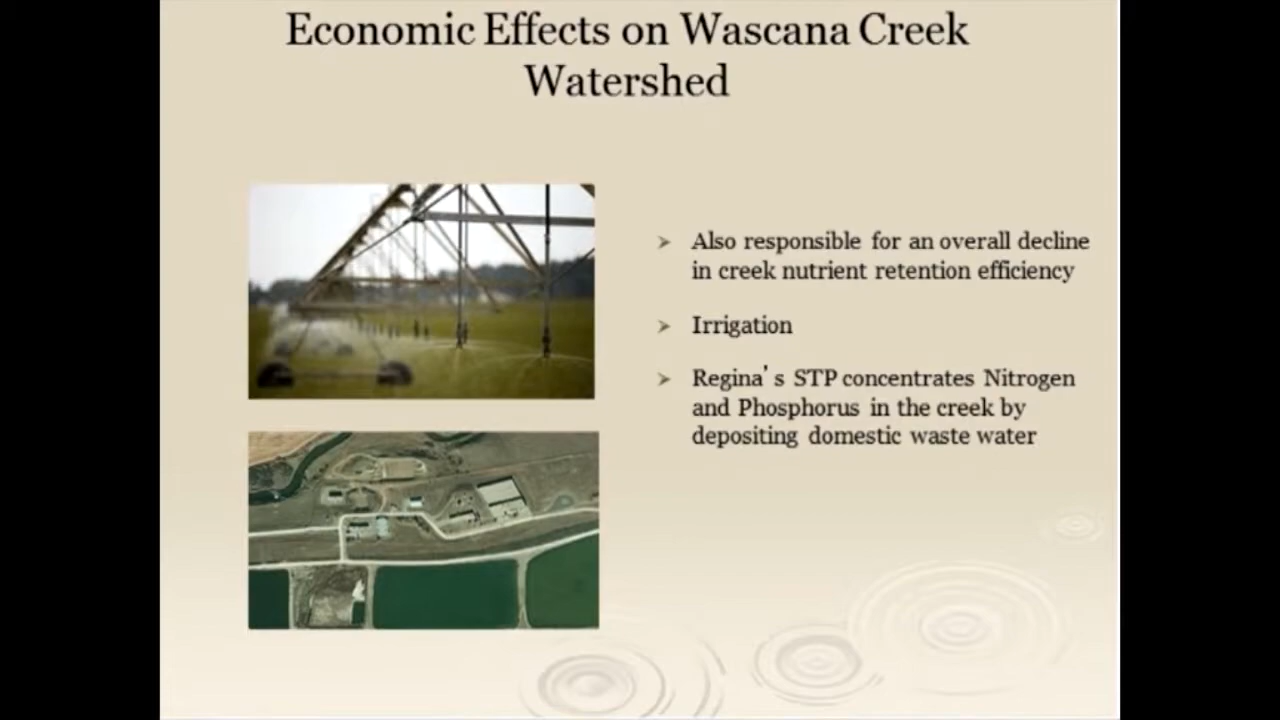 Economic Effects on Wascana Creek
Watershed
➢ Also responsible for an overall decline
in creek nutrient retention efficiency
➢ Irrigation
➢ Regina's STP concentrates Nitrogen
and Phosphorus in the creek by
depositing domestic waste water